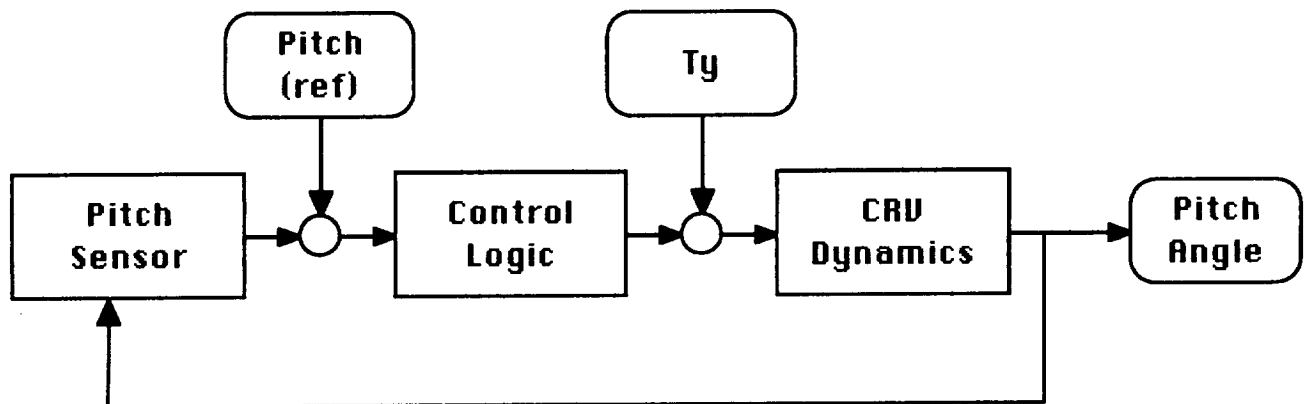 Pitch
(ref)
Ty
Pitch
Sensor
Control
Logic
CRV
Dynamics
Pitch
Angle